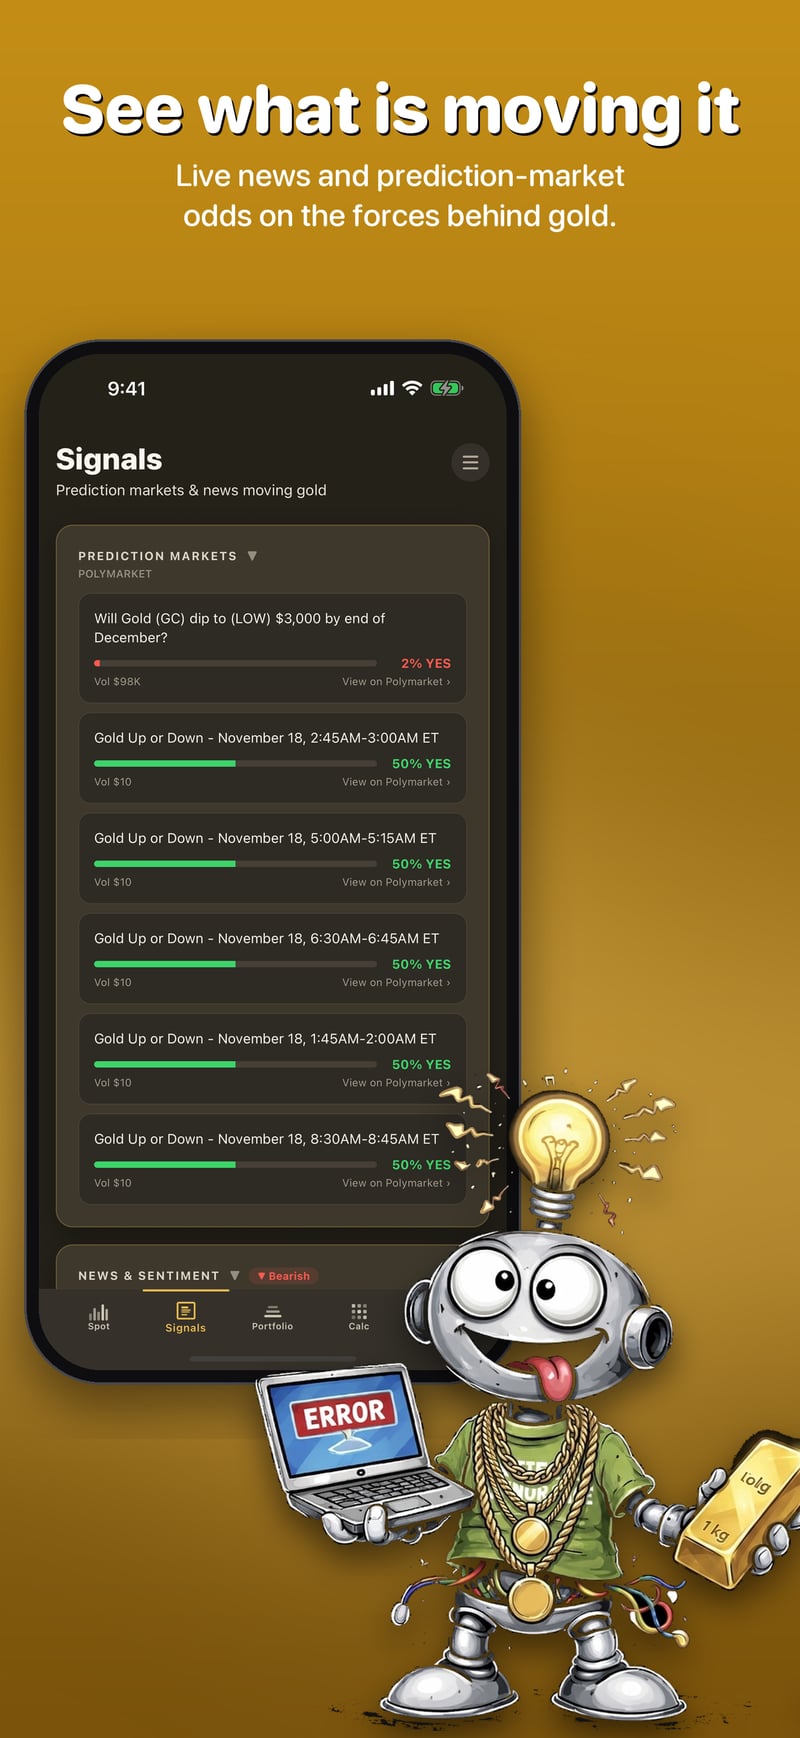 See what is moving it
Live news and prediction-market
odds on the forces behind gold.
9:41
Signals
Prediction markets & news moving gold
PREDICTION MARKETS ▼
POLYMARKET
Will Gold (GC) dip to (LOW) $3,000 by end of
December?
2% YES
Vol $98K View on Polymarket ›
Gold Up or Down - November 18, 2:45AM-3:00AM ET
50% YES
Vol $10 View on Polymarket ›
Gold Up or Down - November 18, 5:00AM-5:15AM ET
50% YES
Vol $10 View on Polymarket ›
Gold Up or Down - November 18, 6:30AM-6:45AM ET
50% YES
Vol $10 View on Polymarket ›
Gold Up or Down - November 18, 1:45AM-2:00AM ET
50% YES
Vol $10 View on Polymarket ›
Gold Up or Down - November 18, 8:30AM-8:45AM ET
50% YES
Vol $10 View on Polymarket ›
NEWS & SENTIMENT ▼ ▼ Bearish
Spot Signals Portfolio Calc
ERROR
1 kg